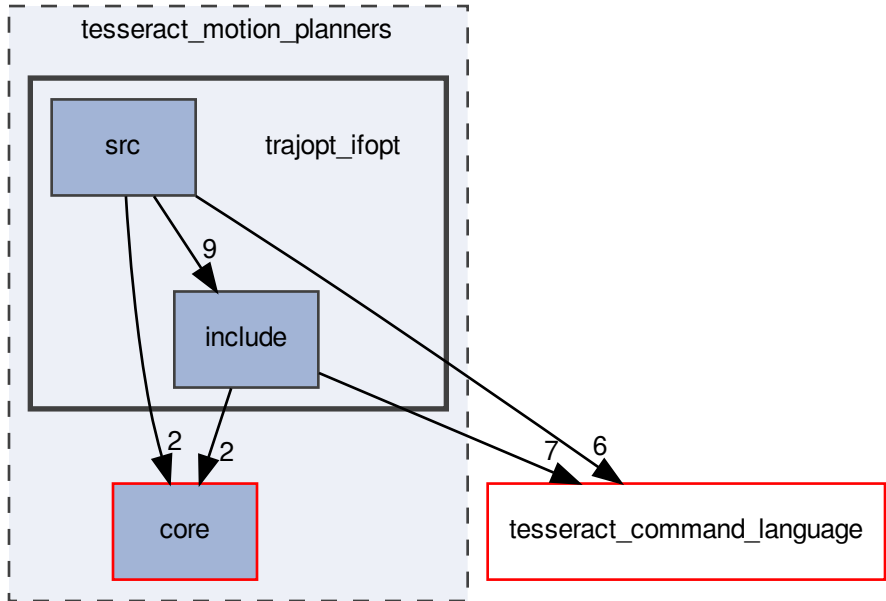 tesseract_motion_planners
src
trajopt_ifopt
9
include
2
2
7
6
core
tesseract_command_language